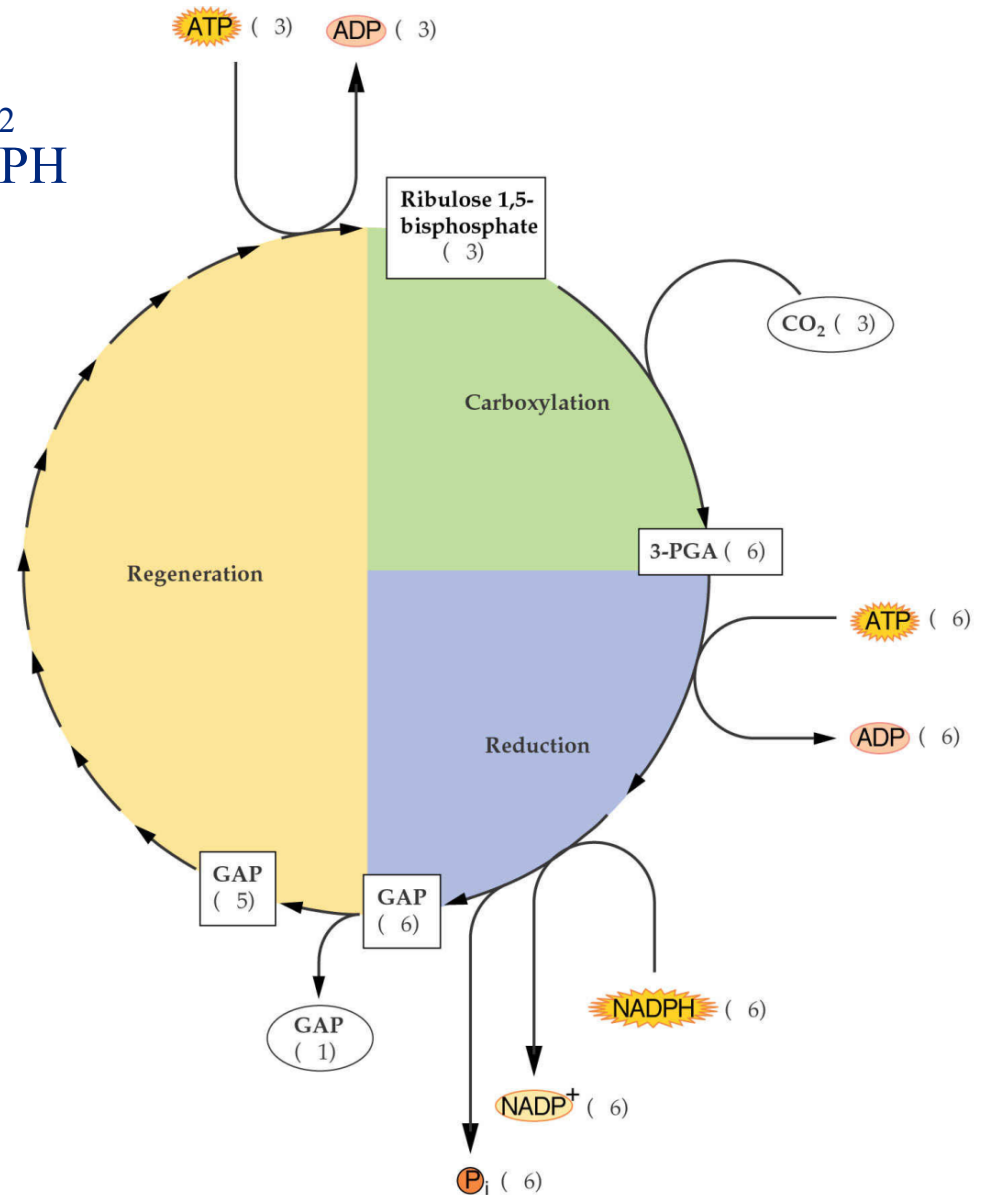 ATP ( 3) ADP ( 3)
2
PH
Ribulose 1,5-
bisphosphate
( 3)
CO₂ ( 3)
Carboxylation
3-PGA ( 6)
Regeneration
ATP ( 6)
Reduction
ADP ( 6)
GAP
( 5)
GAP
( 6)
GAP
( 1)
NADPH ( 6)
NADP⁺ ( 6)
Pᵢ ( 6)